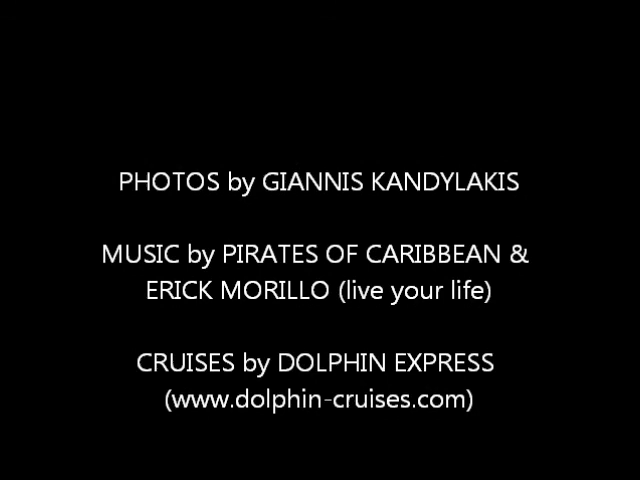 PHOTOS by GIANNIS KANDYLAKIS
MUSIC by PIRATES OF CARIBBEAN &
ERICK MORILLO (live your life)
CRUISES by DOLPHIN EXPRESS
(www.dolphin-cruises.com)